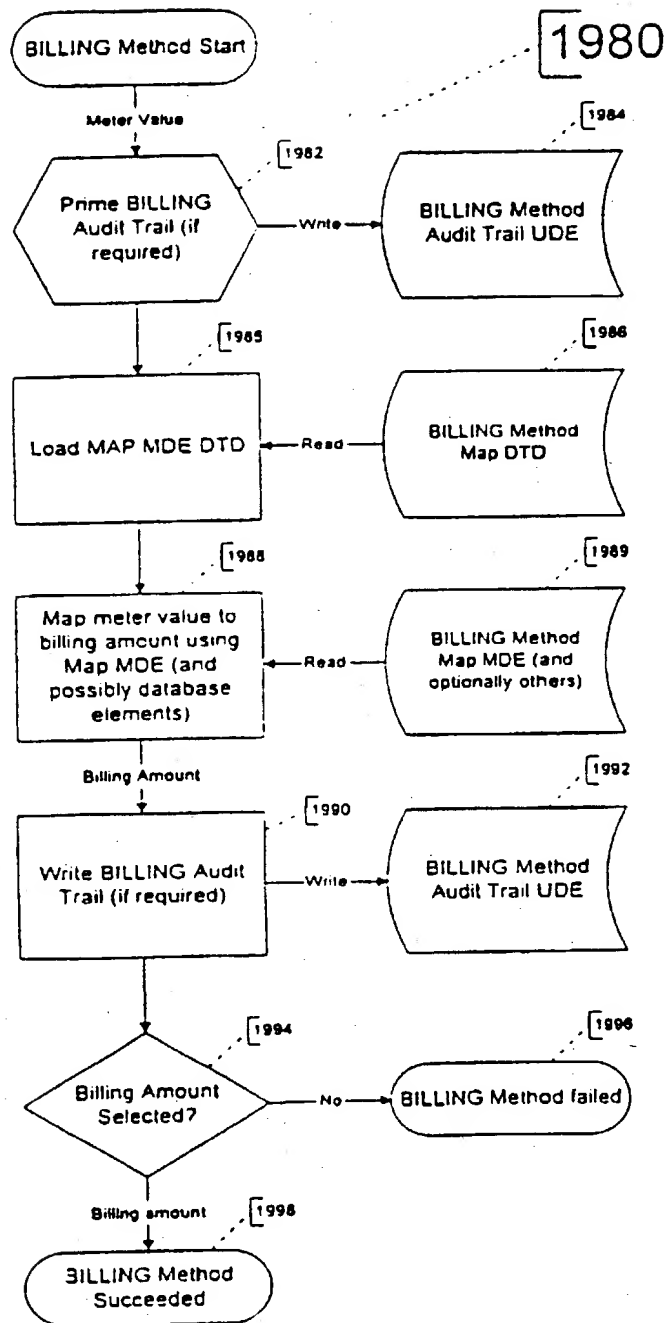 BILLING Method Start
1980
Meter Value
1982
1984
Prime BILLING
Audit Trail (if
required)
Write
BILLING Method
Audit Trail UDE
1985
1986
Load MAP MDE DTD
Read
BILLING Method
Map DTD
1988
1989
Map meter value to
billing amount using
Map MDE (and
possibly database
elements)
Read
BILLING Method
Map MDE (and
optionally others)
Billing Amount
1990
1992
Write BILLING Audit
Trail (if required)
Write
BILLING Method
Audit Trail UDE
1994
1996
Billing Amount
Selected?
No
BILLING Method failed
Billing amount
1998
BILLING Method
Succeeded